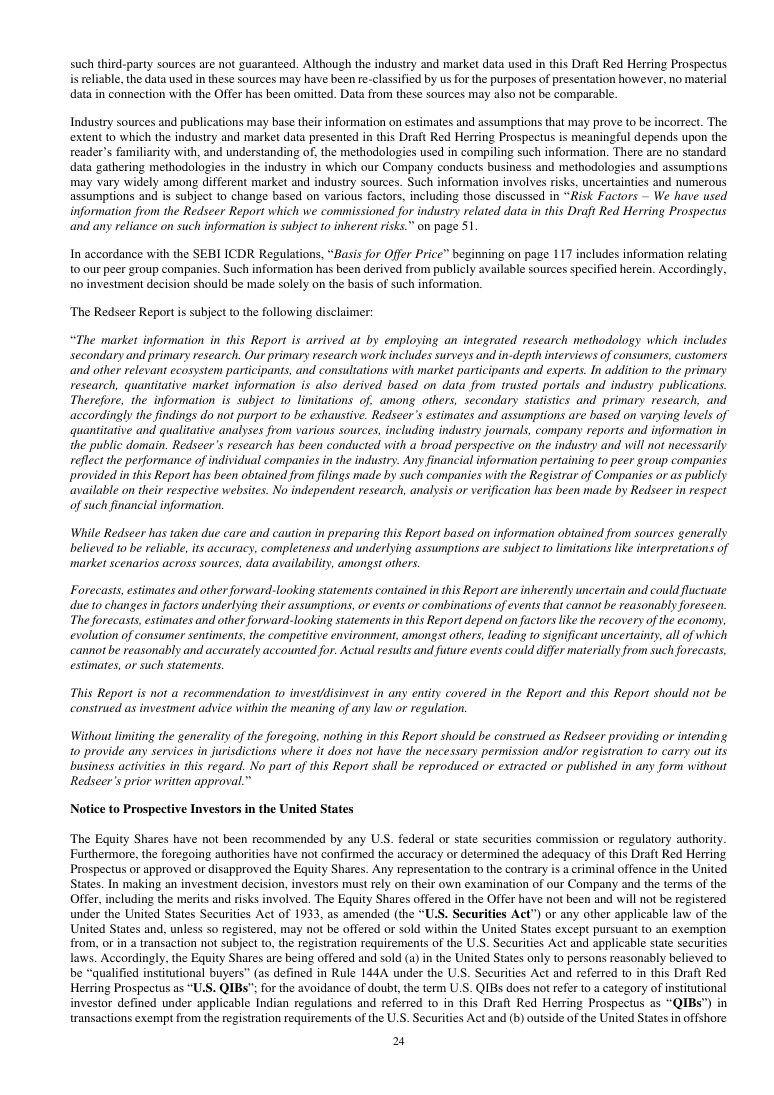 such third-party sources are not guaranteed. Although the industry and market data used in this Draft Red Herring Prospectus
is reliable, the data used in these sources may have been re-classified by us for the purposes of presentation however, no material
data in connection with the Offer has been omitted. Data from these sources may also not be comparable.
Industry sources and publications may base their information on estimates and assumptions that may prove to be incorrect. The
extent to which the industry and market data presented in this Draft Red Herring Prospectus is meaningful depends upon the
reader’s familiarity with, and understanding of, the methodologies used in compiling such information. There are no standard
data gathering methodologies in the industry in which our Company conducts business and methodologies and assumptions
may vary widely among different market and industry sources. Such information involves risks, uncertainties and numerous
assumptions and is subject to change based on various factors, including those discussed in “Risk Factors – We have used
information from the Redseer Report which we commissioned for industry related data in this Draft Red Herring Prospectus
and any reliance on such information is subject to inherent risks.” on page 51.
In accordance with the SEBI ICDR Regulations, “Basis for Offer Price” beginning on page 117 includes information relating
to our peer group companies. Such information has been derived from publicly available sources specified herein. Accordingly,
no investment decision should be made solely on the basis of such information.
The Redseer Report is subject to the following disclaimer:
“The market information in this Report is arrived at by employing an integrated research methodology which includes
secondary and primary research. Our primary research work includes surveys and in-depth interviews of consumers, customers
and other relevant ecosystem participants, and consultations with market participants and experts. In addition to the primary
research, quantitative market information is also derived based on data from trusted portals and industry publications.
Therefore, the information is subject to limitations of, among others, secondary statistics and primary research, and
accordingly the findings do not purport to be exhaustive. Redseer’s estimates and assumptions are based on varying levels of
quantitative and qualitative analyses from various sources, including industry journals, company reports and information in
the public domain. Redseer’s research has been conducted with a broad perspective on the industry and will not necessarily
reflect the performance of individual companies in the industry. Any financial information pertaining to peer group companies
provided in this Report has been obtained from filings made by such companies with the Registrar of Companies or as publicly
available on their respective websites. No independent research, analysis or verification has been made by Redseer in respect
of such financial information.
While Redseer has taken due care and caution in preparing this Report based on information obtained from sources generally
believed to be reliable, its accuracy, completeness and underlying assumptions are subject to limitations like interpretations of
market scenarios across sources, data availability, amongst others.
Forecasts, estimates and other forward-looking statements contained in this Report are inherently uncertain and could fluctuate
due to changes in factors underlying their assumptions, or events or combinations of events that cannot be reasonably foreseen.
The forecasts, estimates and other forward-looking statements in this Report depend on factors like the recovery of the economy,
evolution of consumer sentiments, the competitive environment, amongst others, leading to significant uncertainty, all of which
cannot be reasonably and accurately accounted for. Actual results and future events could differ materially from such forecasts,
estimates, or such statements.
This Report is not a recommendation to invest/disinvest in any entity covered in the Report and this Report should not be
construed as investment advice within the meaning of any law or regulation.
Without limiting the generality of the foregoing, nothing in this Report should be construed as Redseer providing or intending
to provide any services in jurisdictions where it does not have the necessary permission and/or registration to carry out its
business activities in this regard. No part of this Report shall be reproduced or extracted or published in any form without
Redseer’s prior written approval.”
Notice to Prospective Investors in the United States
The Equity Shares have not been recommended by any U.S. federal or state securities commission or regulatory authority.
Furthermore, the foregoing authorities have not confirmed the accuracy or determined the adequacy of this Draft Red Herring
Prospectus or approved or disapproved the Equity Shares. Any representation to the contrary is a criminal offence in the United
States. In making an investment decision, investors must rely on their own examination of our Company and the terms of the
Offer, including the merits and risks involved. The Equity Shares offered in the Offer have not been and will not be registered
under the United States Securities Act of 1933, as amended (the “U.S. Securities Act”) or any other applicable law of the
United States and, unless so registered, may not be offered or sold within the United States except pursuant to an exemption
from, or in a transaction not subject to, the registration requirements of the U.S. Securities Act and applicable state securities
laws. Accordingly, the Equity Shares are being offered and sold (a) in the United States only to persons reasonably believed to
be “qualified institutional buyers” (as defined in Rule 144A under the U.S. Securities Act and referred to in this Draft Red
Herring Prospectus as “U.S. QIBs”; for the avoidance of doubt, the term U.S. QIBs does not refer to a category of institutional
investor defined under applicable Indian regulations and referred to in this Draft Red Herring Prospectus as “QIBs”) in
transactions exempt from the registration requirements of the U.S. Securities Act and (b) outside of the United States in offshore
24